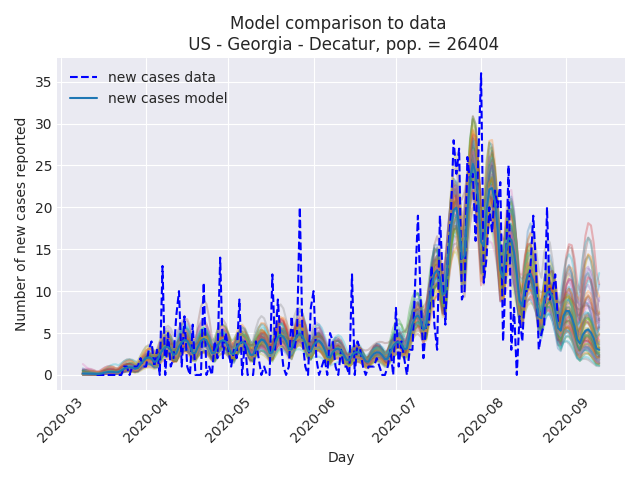 Model comparison to data
US - Georgia - Decatur, pop. = 26404
new cases data
new cases model
Number of new cases reported
35
30
25
20
15
10
5
0
2020-03
2020-04
2020-05
2020-06
2020-07
2020-08
2020-09
Day